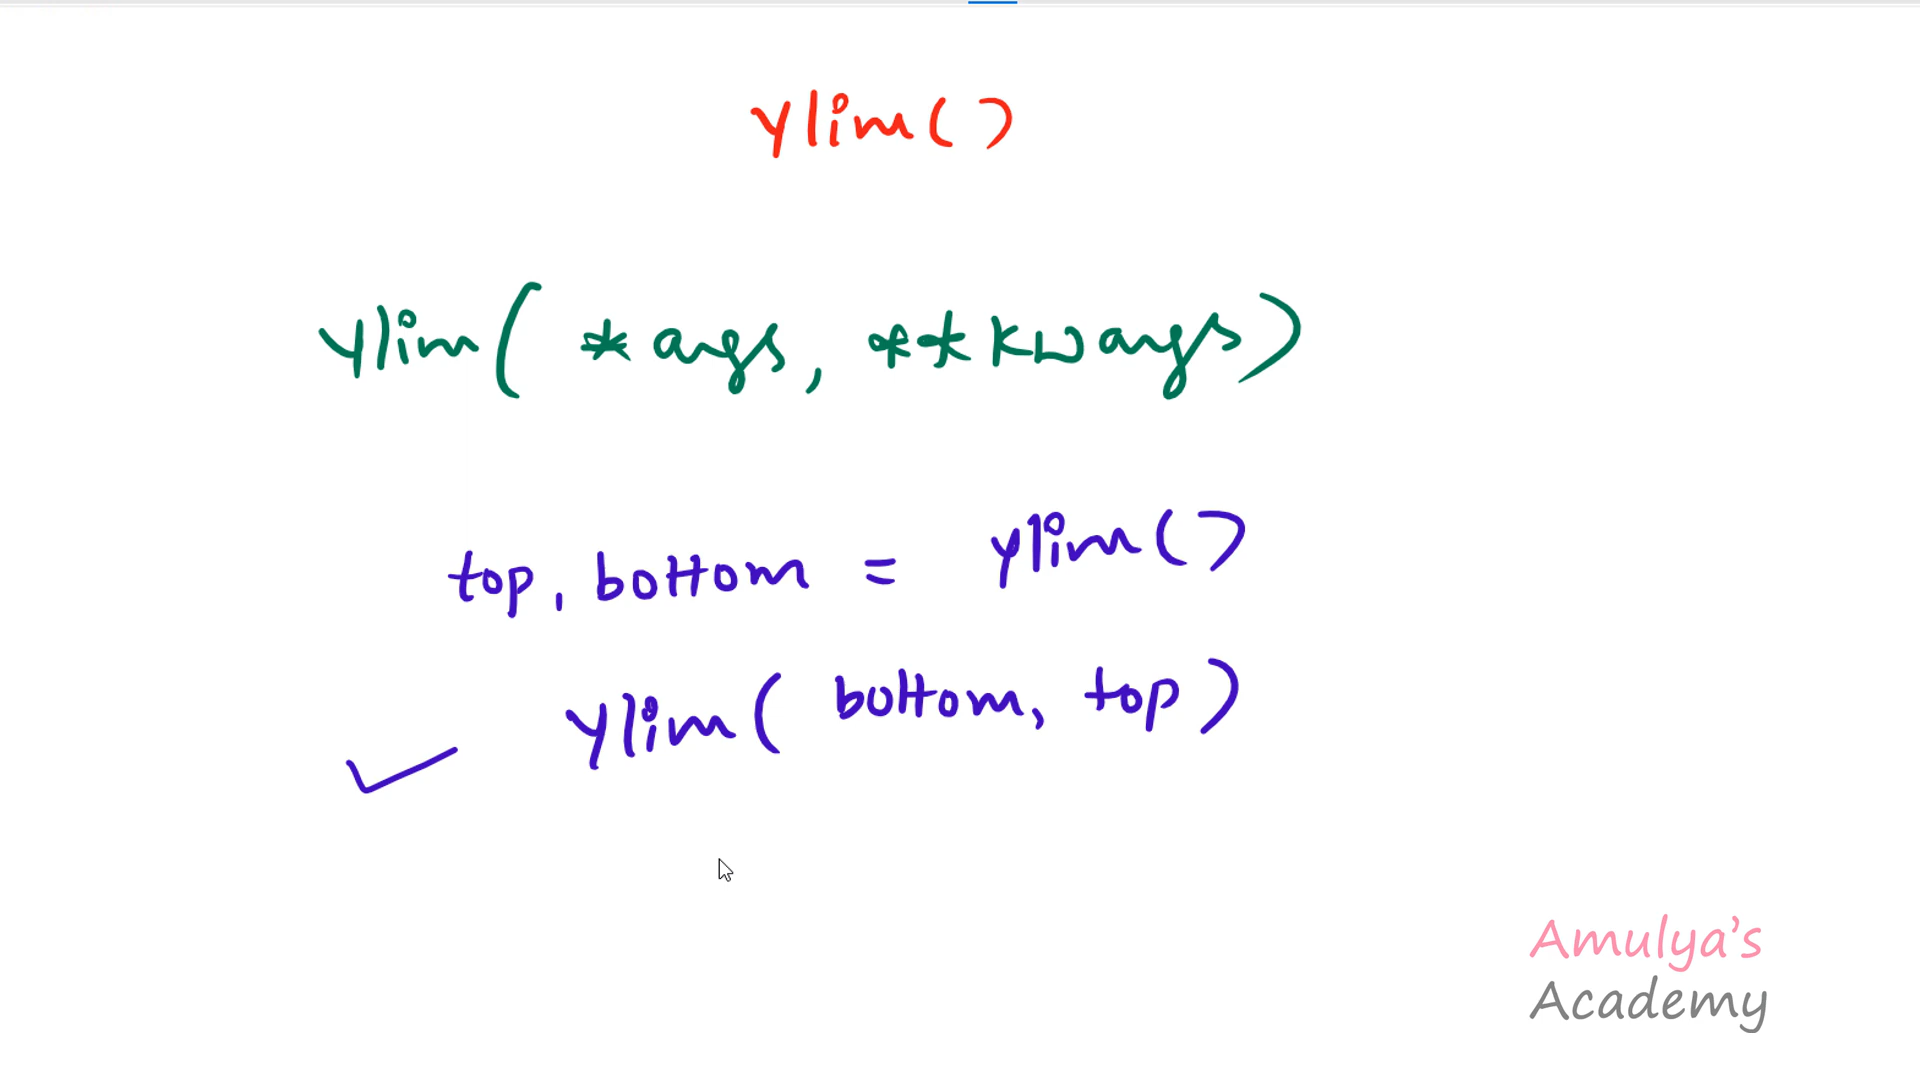 ylim()
ylim( *args, **kwargs)
top, bottom = ylim()
ylim( bottom, top)
Amulya's
Academy